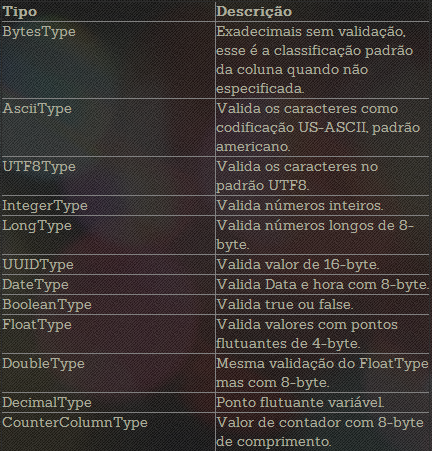 Tipo Descrição
BytesType Exadecimais sem validação,
esse é a classificação padrão
da coluna quando não
especificada.
AsciiType Valida os caracteres como
codificação US-ASCII, padrão
americano.
UTF8Type Valida os caracteres no
padrão UTF8.
IntegerType Valida números inteiros.
LongType Valida números longos de 8-
byte.
UUIDType Valida valor de 16-byte.
DateType Valida Data e hora com 8-byte.
BooleanType Valida true ou false.
FloatType Valida valores com pontos
flutuantes de 4-byte.
DoubleType Mesma validação do FloatType
mas com 8-byte.
DecimalType Ponto flutuante variável.
CounterColumnType Valor de contador com 8-byte
de comprimento.